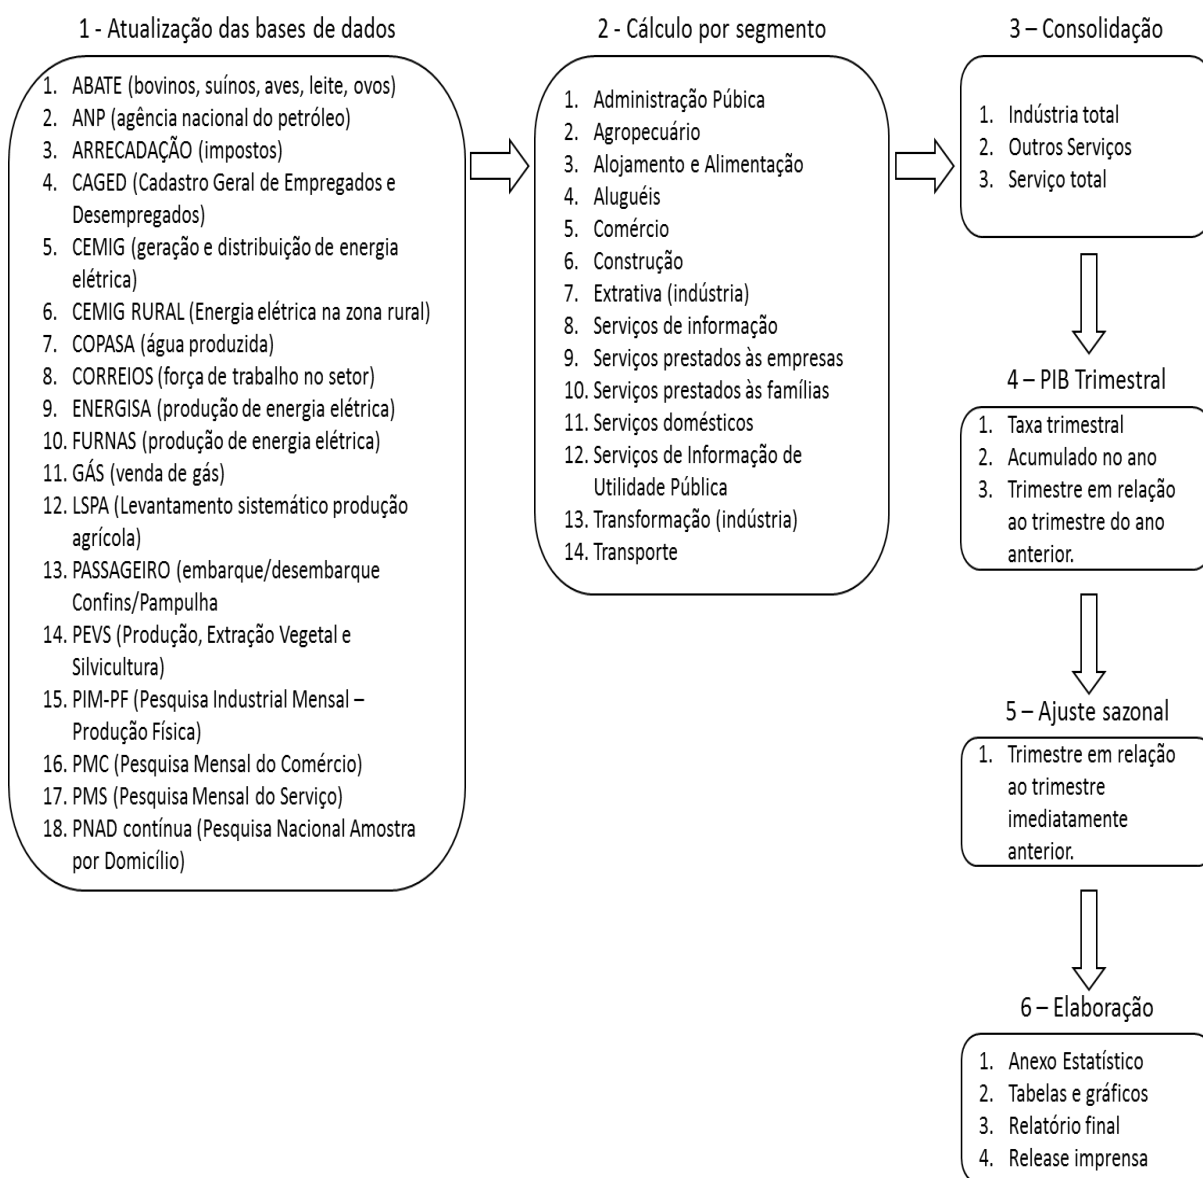 1 - Atualização das bases de dados
1. ABATE (bovinos, suínos, aves, leite, ovos)
2. ANP (agência nacional do petróleo)
3. ARRECADAÇÃO (impostos)
4. CAGED (Cadastro Geral de Empregados e
Desempregados)
5. CEMIG (geração e distribuição de energia
elétrica)
6. CEMIG RURAL (Energia elétrica na zona rural)
7. COPASA (água produzida)
8. CORREIOS (força de trabalho no setor)
9. ENERGISA (produção de energia elétrica)
10. FURNAS (produção de energia elétrica)
11. GÁS (venda de gás)
12. LSPA (Levantamento sistemático produção
agrícola)
13. PASSAGEIRO (embarque/desembarque
Confins/Pampulha
14. PEVS (Produção, Extração Vegetal e
Silvicultura)
15. PIM-PF (Pesquisa Industrial Mensal –
Produção Física)
16. PMC (Pesquisa Mensal do Comércio)
17. PMS (Pesquisa Mensal do Serviço)
18. PNAD contínua (Pesquisa Nacional Amostra
por Domicílio)
2 - Cálculo por segmento
1. Administração Púbica
2. Agropecuário
3. Alojamento e Alimentação
4. Aluguéis
5. Comércio
6. Construção
7. Extrativa (indústria)
8. Serviços de informação
9. Serviços prestados às empresas
10. Serviços prestados às famílias
11. Serviços domésticos
12. Serviços de Informação de
Utilidade Pública
13. Transformação (indústria)
14. Transporte
3 – Consolidação
1. Indústria total
2. Outros Serviços
3. Serviço total
4 – PIB Trimestral
1. Taxa trimestral
2. Acumulado no ano
3. Trimestre em relação
ao trimestre do ano
anterior.
5 – Ajuste sazonal
1. Trimestre em relação
ao trimestre
imediatamente
anterior.
6 – Elaboração
1. Anexo Estatístico
2. Tabelas e gráficos
3. Relatório final
4. Release imprensa